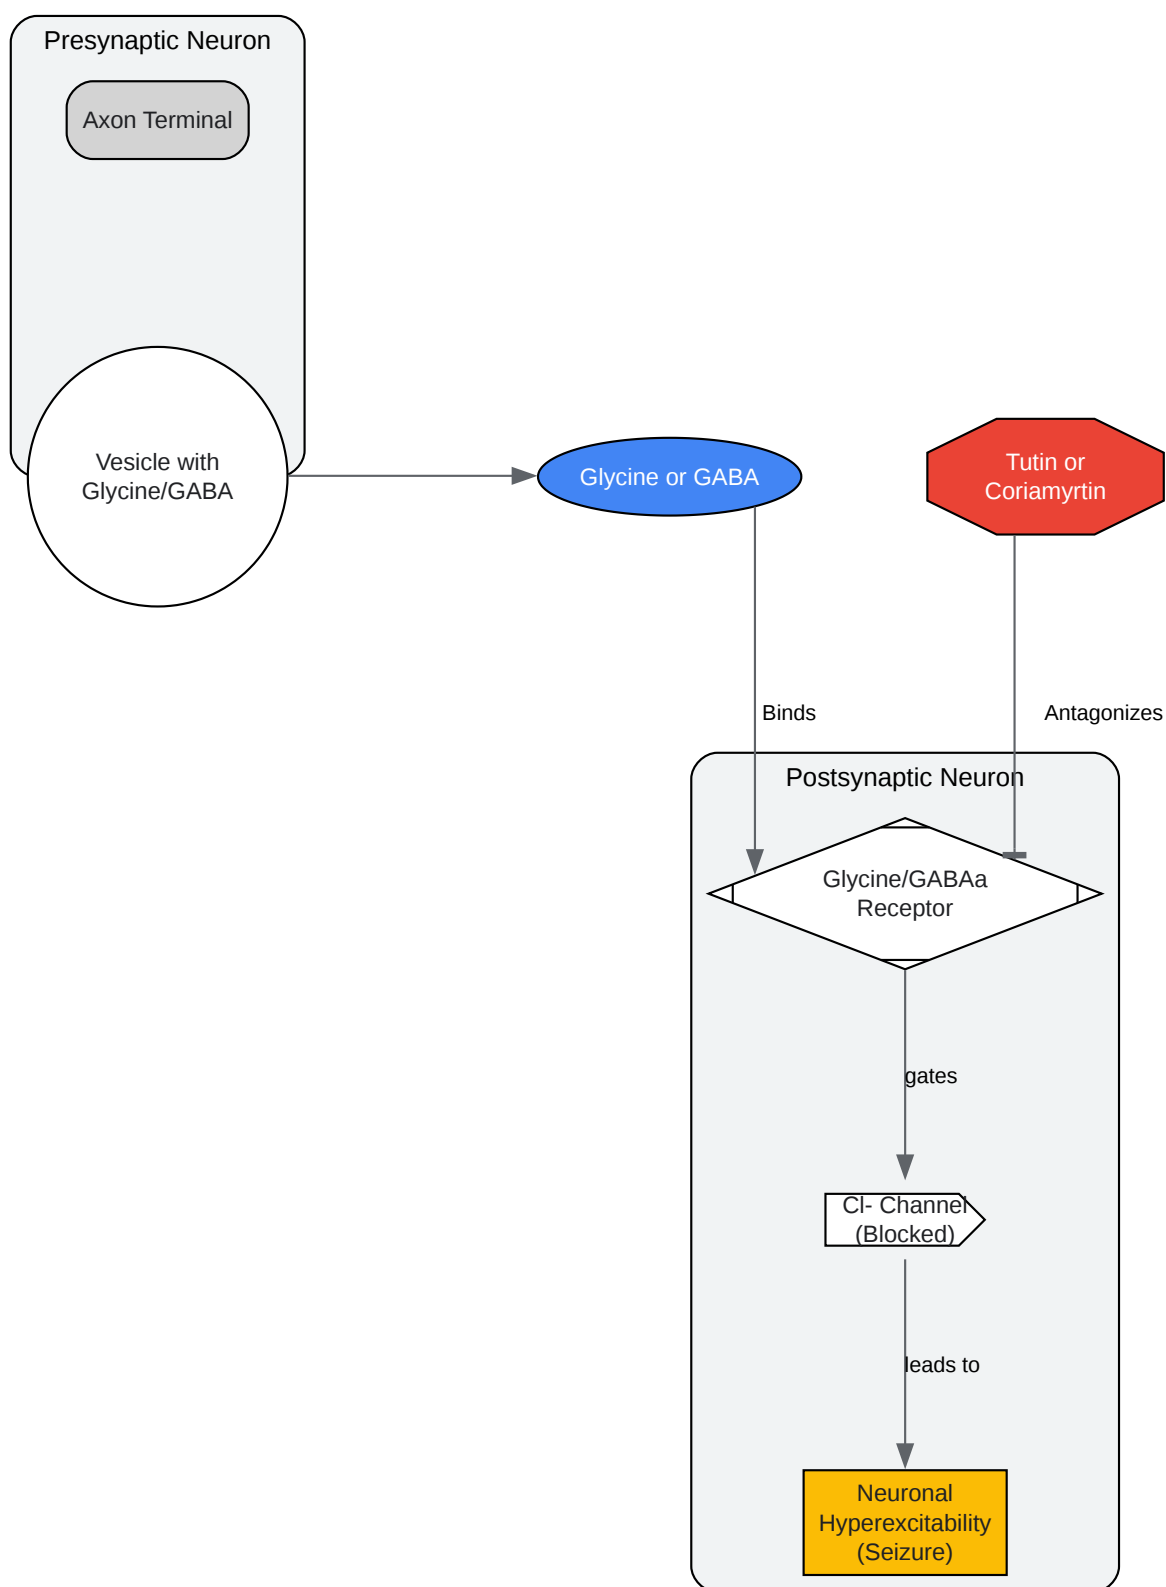 Presynaptic Neuron
Axon Terminal
Vesicle with
Glycine/GABA
Glycine or GABA
Tutin or
Coriamyrtin
Binds
Antagonizes
Postsynaptic Neuron
Glycine/GABAa
Receptor
gates
Cl- Channel
(Blocked)
leads to
Neuronal
Hyperexcitability
(Seizure)